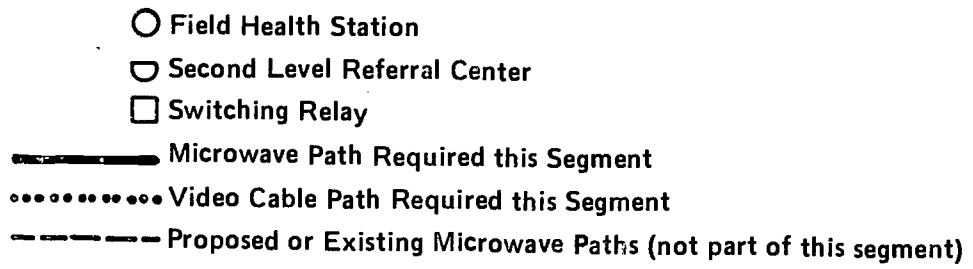 Field Health Station
Second Level Referral Center
Switching Relay
Microwave Path Required this Segment
Video Cable Path Required this Segment
Proposed or Existing Microwave Paths (not part of this segment)